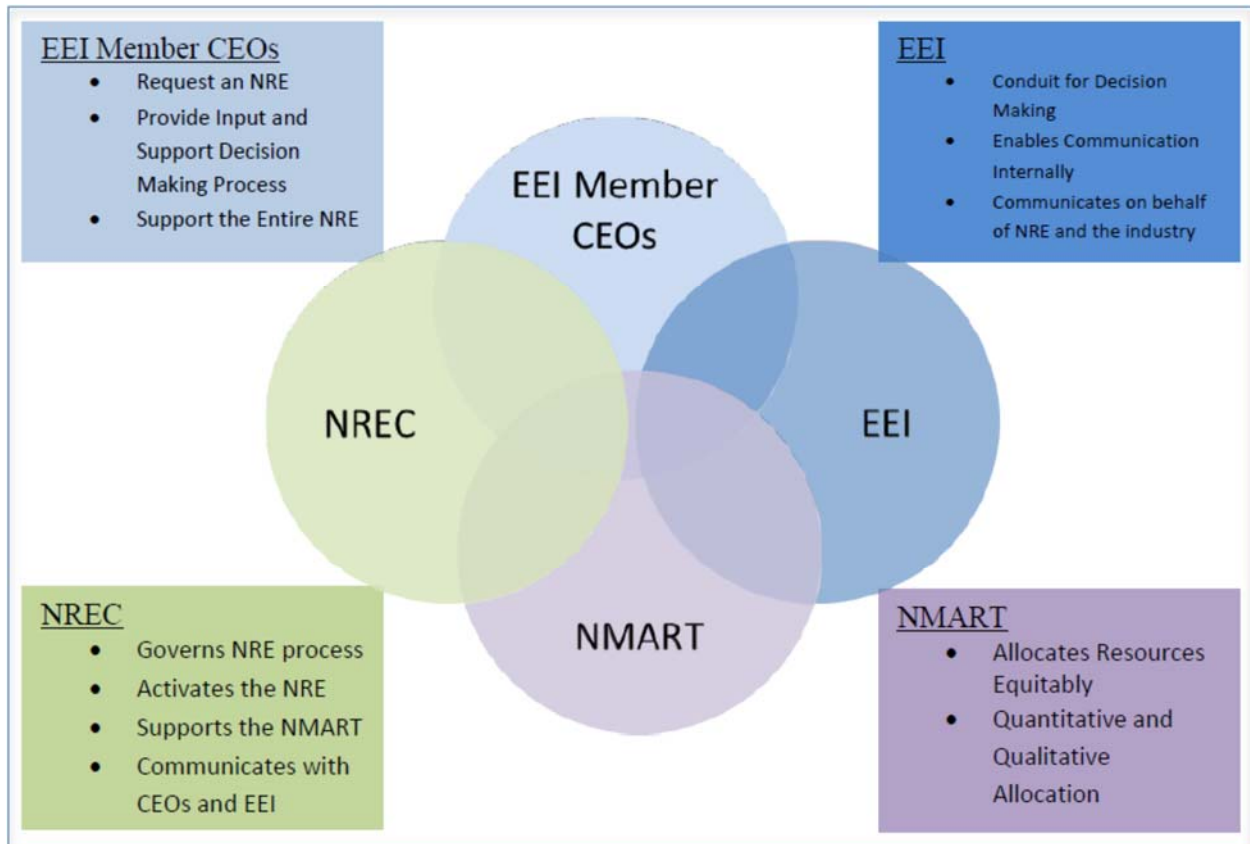 EEI Member CEOs
• Request an NRE
• Provide Input and
Support Decision
Making Process
• Support the Entire NRE
EEI
• Conduit for Decision
Making
• Enables Communication
Internally
• Communicates on behalf
of NRE and the industry
EEI Member
CEOs
NREC
EEI
NMART
NREC
• Governs NRE process
• Activates the NRE
• Supports the NMART
• Communicates with
CEOs and EEI
NMART
• Allocates Resources
Equitably
• Quantitative and
Qualitative
Allocation